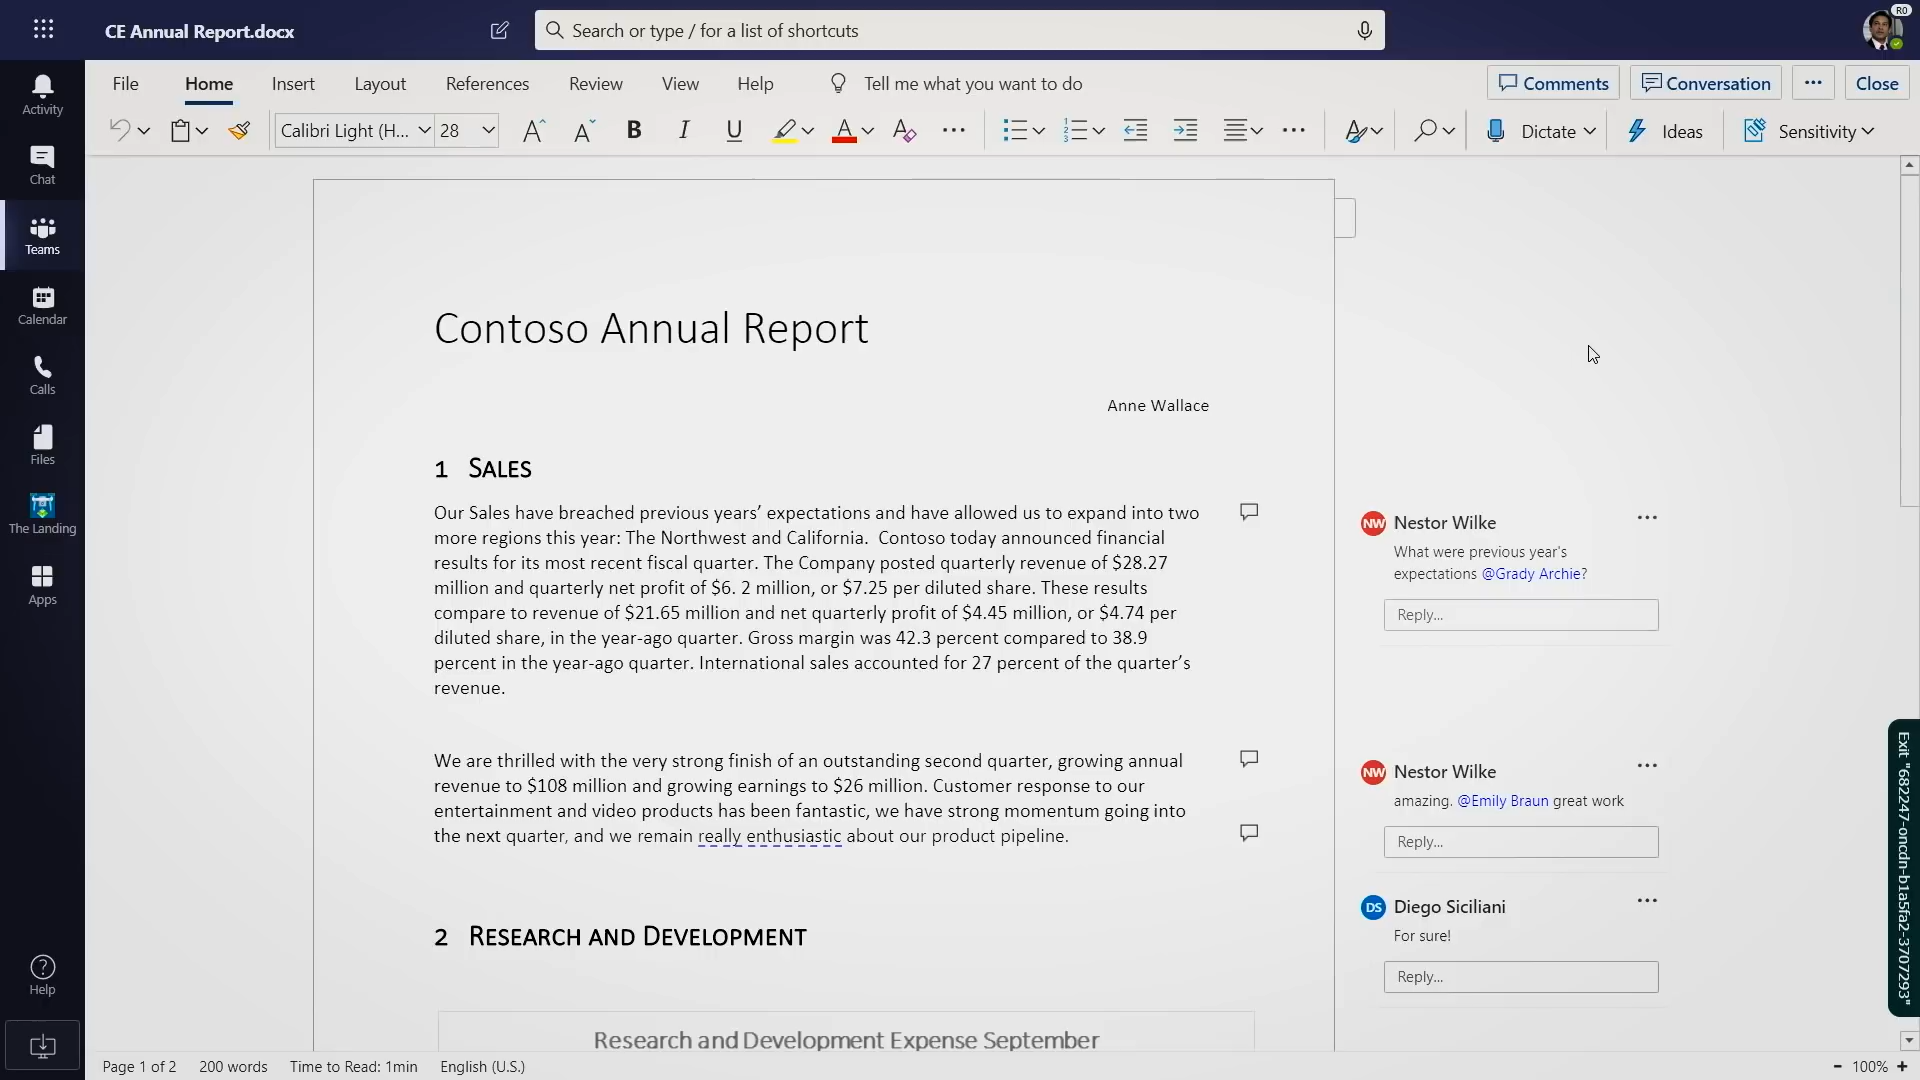 CE Annual Report.docx
Search or type / for a list of shortcuts
R0
File
Home
Insert
Layout
References
Review
View
Help
Tell me what you want to do
Comments
Conversation
Close
Calibri Light (H...
28
B
I
U
A
Dictate
Ideas
Sensitivity
Activity
Chat
Teams
Calendar
Calls
Files
The Landing
Apps
Help
Contoso Annual Report
Anne Wallace
1 SALES
Our Sales have breached previous years’ expectations and have allowed us to expand into two
more regions this year: The Northwest and California.  Contoso today announced financial
results for its most recent fiscal quarter. The Company posted quarterly revenue of $28.27
million and quarterly net profit of $6. 2 million, or $7.25 per diluted share. These results
compare to revenue of $21.65 million and net quarterly profit of $4.45 million, or $4.74 per
diluted share, in the year-ago quarter. Gross margin was 42.3 percent compared to 38.9
percent in the year-ago quarter. International sales accounted for 27 percent of the quarter’s
revenue.
We are thrilled with the very strong finish of an outstanding second quarter, growing annual
revenue to $108 million and growing earnings to $26 million. Customer response to our
entertainment and video products has been fantastic, we have strong momentum going into
the next quarter, and we remain really enthusiastic about our product pipeline.
2 RESEARCH AND DEVELOPMENT
Research and Development Expense September
NW Nestor Wilke
What were previous year's
expectations @Grady Archie?
Reply...
NW Nestor Wilke
amazing. @Emily Braun great work
Reply...
DS Diego Siciliani
For sure!
Reply...
Exit "682247-oncdn-b1a5fa2-3707293"
Page 1 of 2
200 words
Time to Read: 1min
English (U.S.)
- 100% +